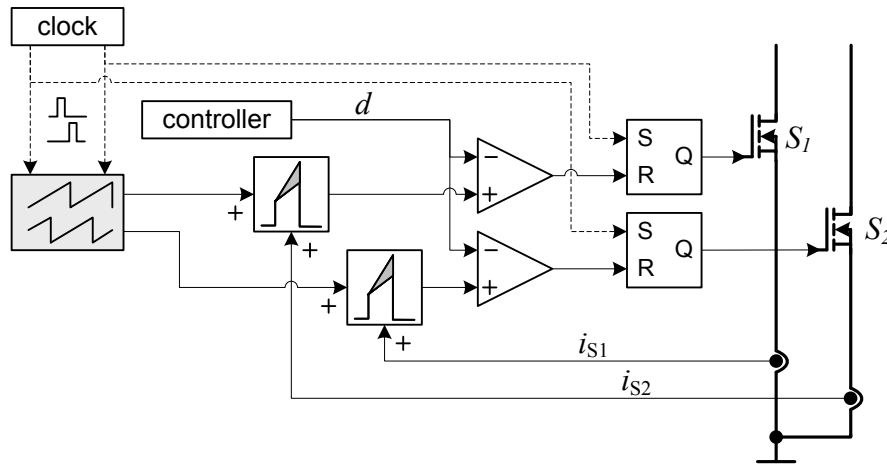 clock
controller
d
−
+
S
R
Q
S1
+
+
−
+
S
R
Q
S2
+
+
iS1
iS2